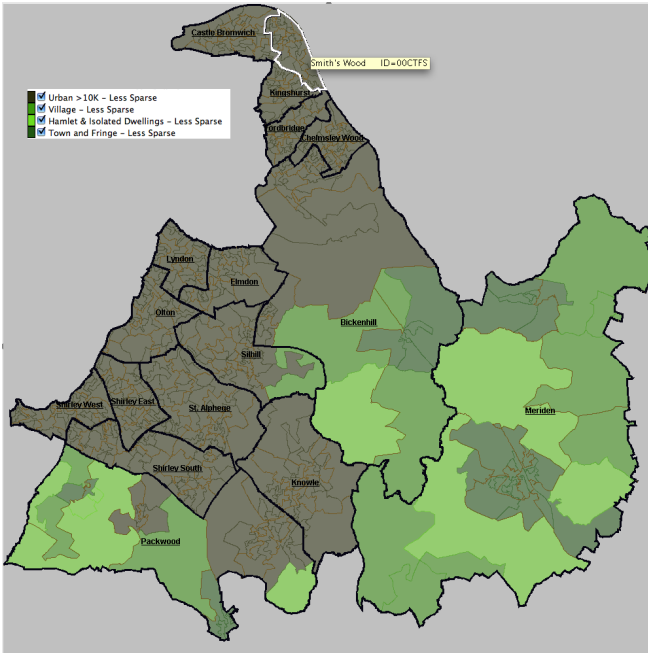 Castle Bromwich
Smith's Wood ID=00CTFS
Kingshurst
Urban >10K - Less Sparse
Village - Less Sparse
Hamlet & Isolated Dwellings - Less Sparse
Town and Fringe - Less Sparse
Fordbridge
Chelmsley Wood
Lyndon
Elmdon
Olton
Bickenhill
Silhill
Shirley West
Shirley East
St. Alphege
Meriden
Shirley South
Knowle
Packwood